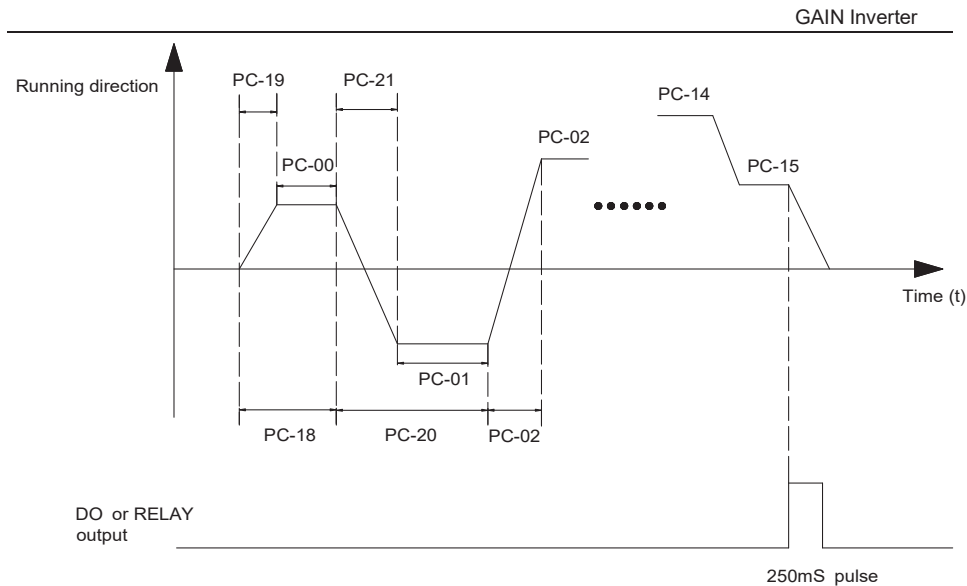 GAIN Inverter
Running direction
PC-19
PC-21
PC-14
PC-02
PC-00
PC-15
Time (t)
PC-01
PC-18
PC-20
PC-02
DO or RELAY
output
250mS pulse